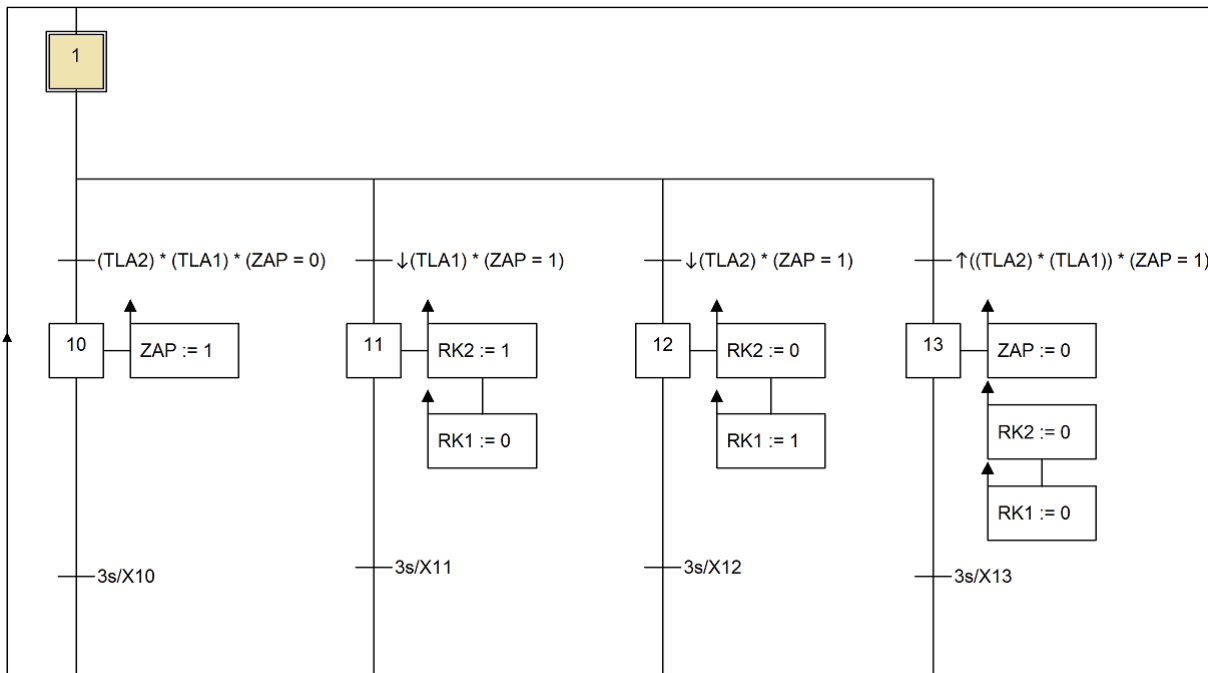 1
(TLA2) * (TLA1) * (ZAP = 0)
↓(TLA1) * (ZAP = 1)
↓(TLA2) * (ZAP = 1)
↑((TLA2) * (TLA1)) * (ZAP = 1)
10
ZAP := 1
11
RK2 := 1
RK1 := 0
12
RK2 := 0
RK1 := 1
13
ZAP := 0
RK2 := 0
RK1 := 0
3s/X10
3s/X11
3s/X12
3s/X13